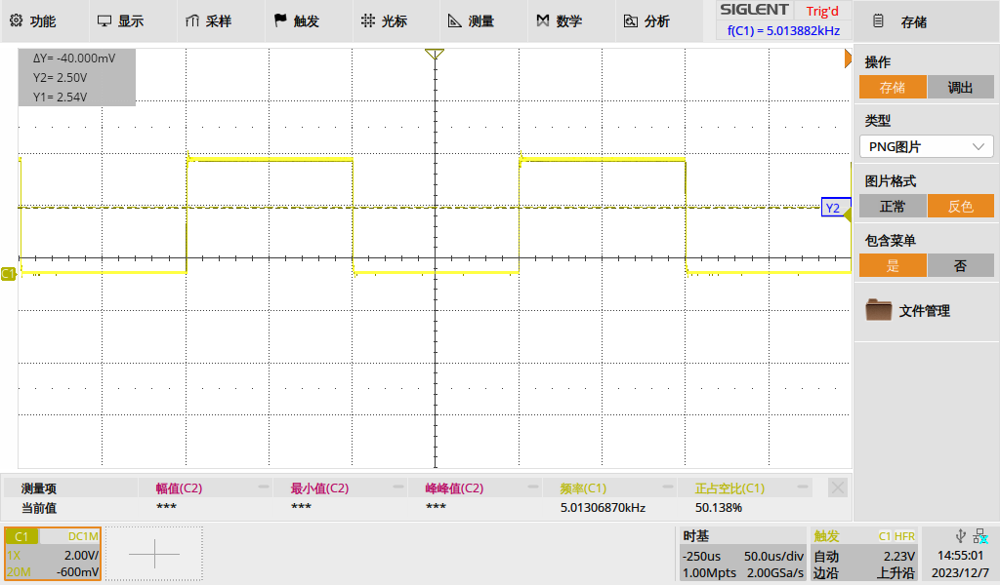 功能 显示 采样 触发 光标 测量 数学 分析 SIGLENT Trig'd
f(C1) = 5.013882kHz
存储
ΔY= -40.000mV
Y2= 2.50V
Y1= 2.54V
Y2
C1
操作
存储 调出
类型
PNG图片
图片格式
正常 反色
包含菜单
是 否
文件管理
测量项 幅值(C2) 最小值(C2) 峰峰值(C2) 频率(C1) 正占空比(C1)
当前值 *** *** *** 5.01306870kHz 50.138%
C1 DC1M
1X 2.00V/
20M -600mV
时基
-250us 50.0us/div
1.00Mpts 2.00GSa/s
触发 C1 HFR
自动 2.23V
边沿 上升沿
14:55:01
2023/12/7